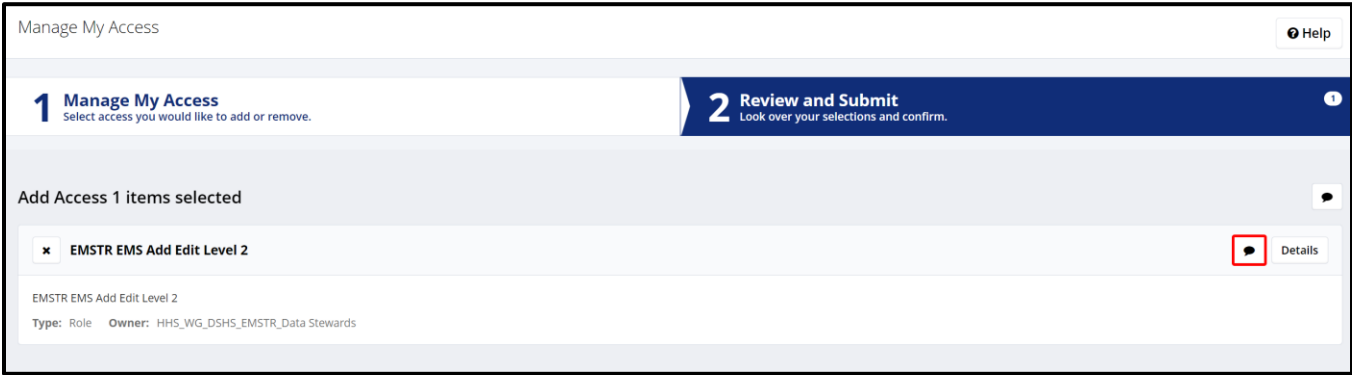 Manage My Access
Help
1 Manage My Access
Select access you would like to add or remove.
2 Review and Submit
Look over your selections and confirm.
1
Add Access 1 items selected
EMSTR EMS Add Edit Level 2
Details
EMSTR EMS Add Edit Level 2
Type: Role Owner: HHS_WG_DSHS_EMSTR_Data Stewards